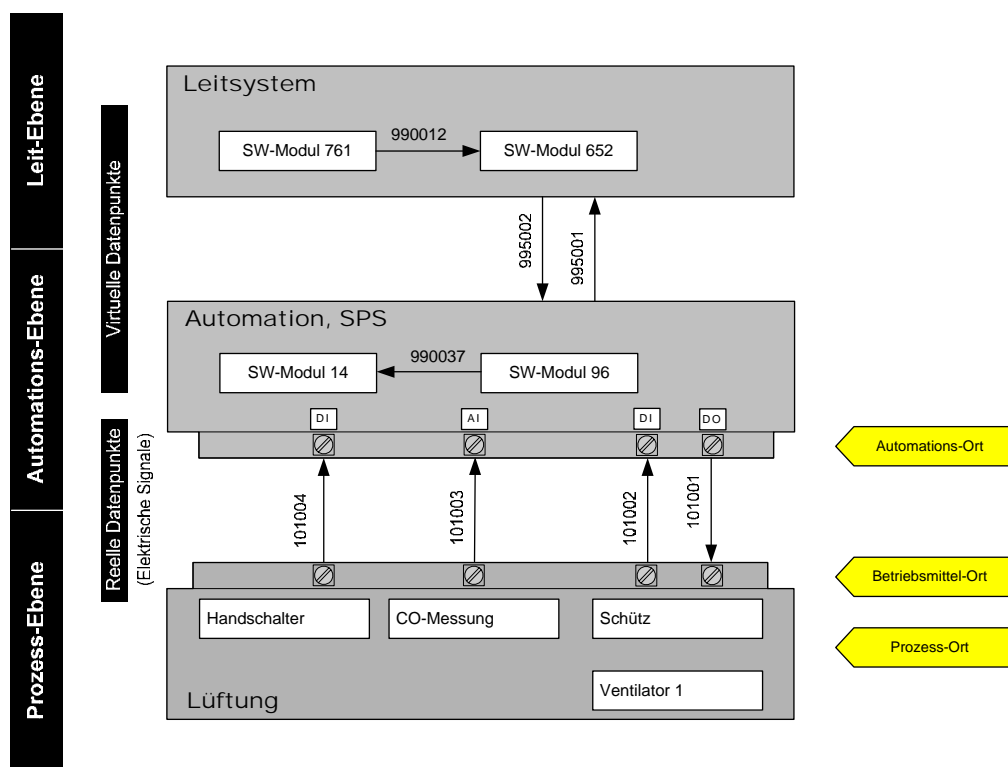 Leit-Ebene
Automations-Ebene
Prozess-Ebene
Virtuelle Datenpunkte
Reelle Datenpunkte
(Elektrische Signale)
Leitsystem
SW-Modul 761
990012
SW-Modul 652
995002
995001
Automation, SPS
SW-Modul 14
990037
SW-Modul 96
DI
AI
DI
DO
Automations-Ort
101004
101003
101002
101001
Betriebsmittel-Ort
Handschalter
CO-Messung
Schütz
Prozess-Ort
Ventilator 1
Lüftung